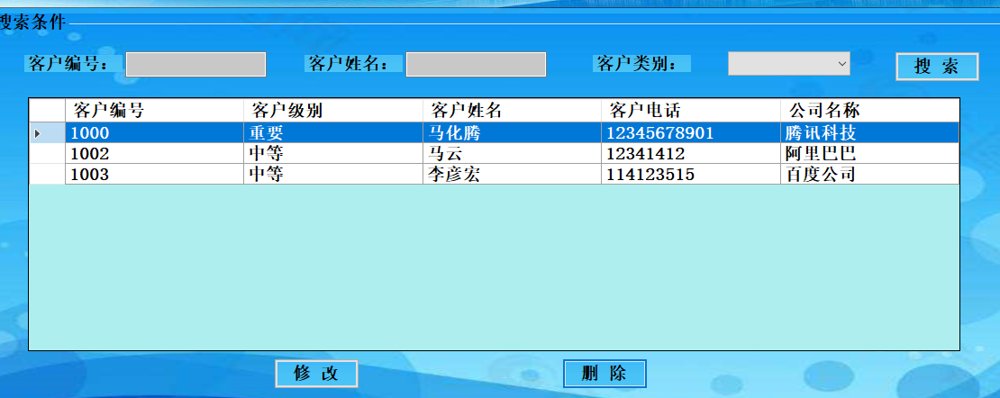 搜索条件
客户编号： 客户姓名： 客户类别： 搜 索
客户编号 客户级别 客户姓名 客户电话 公司名称
1000 重要 马化腾 12345678901 腾讯科技
1002 中等 马云 12341412 阿里巴巴
1003 中等 李彦宏 114123515 百度公司
修 改 删 除